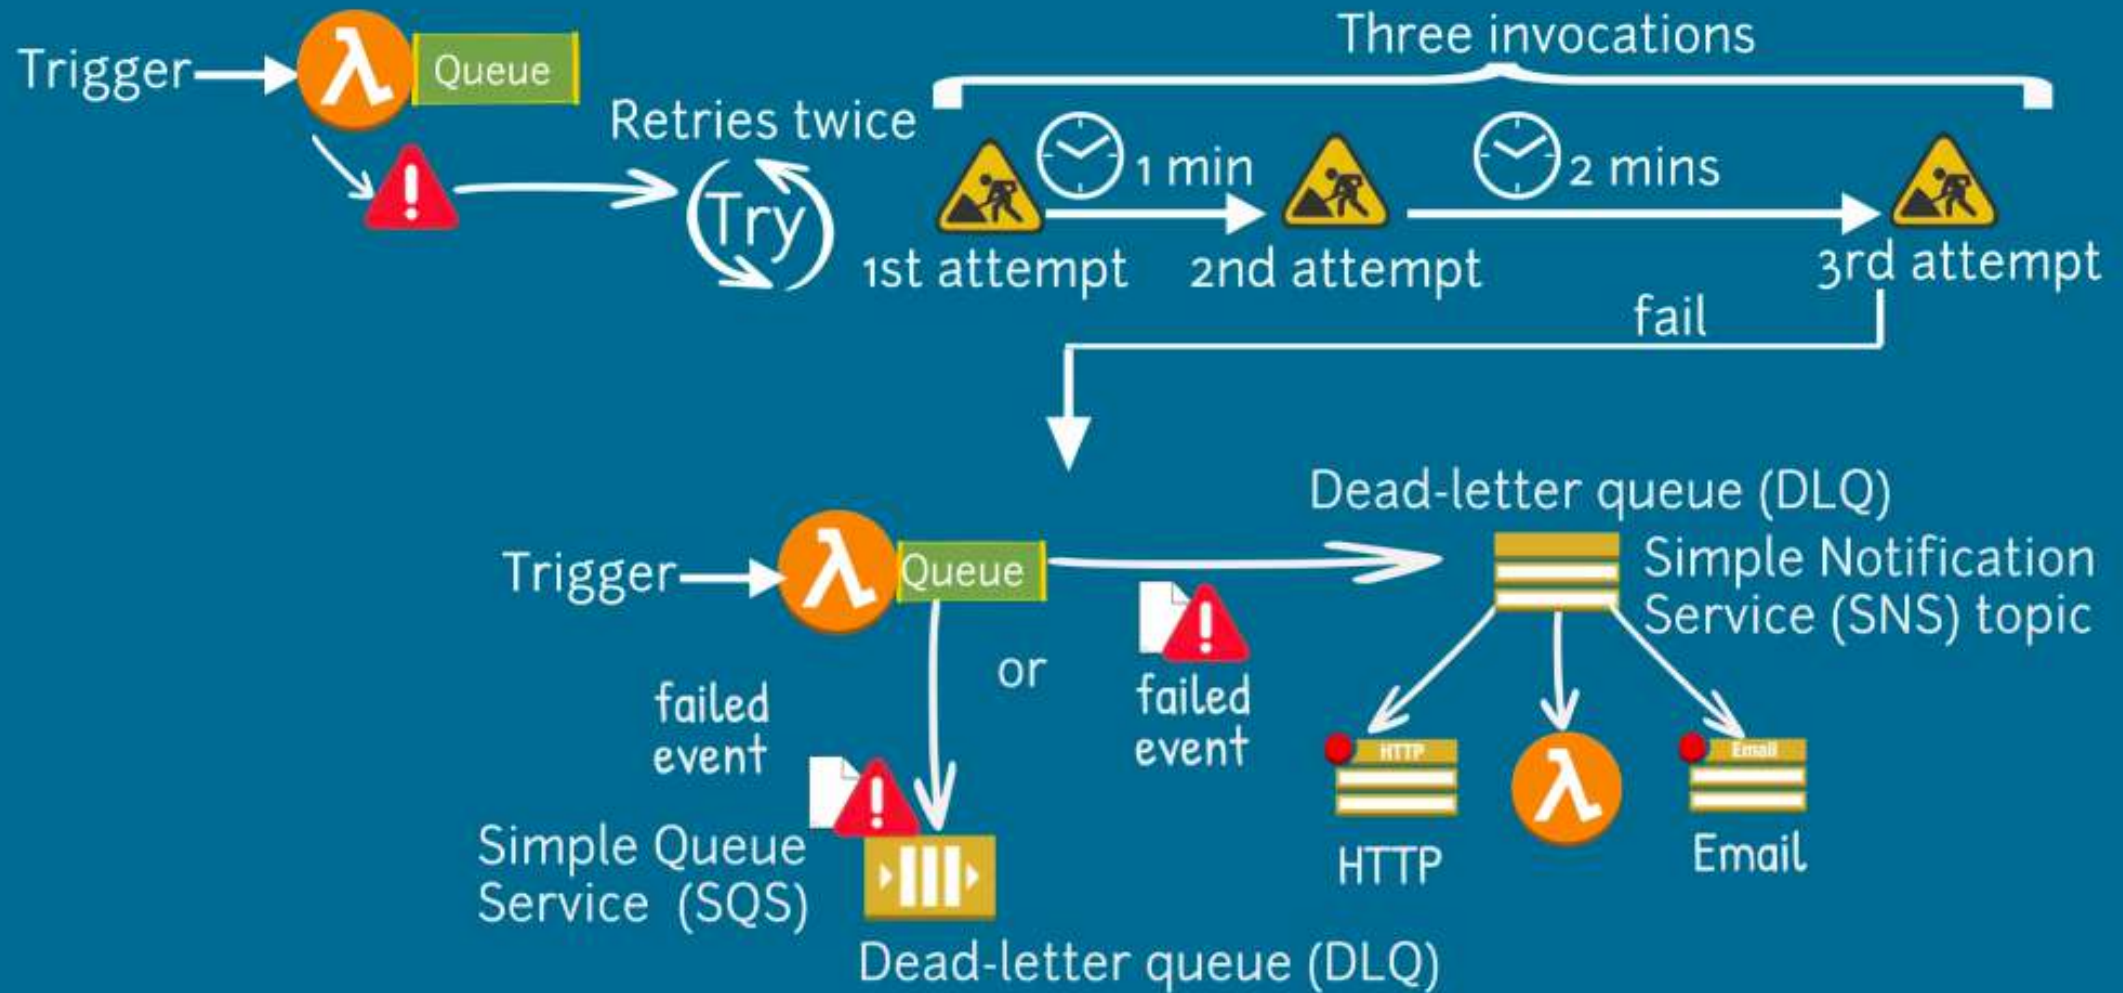 Three invocations
Trigger
Queue
Retries twice
Try
1 min
2 mins
1st attempt
2nd attempt
3rd attempt
fail
Dead-letter queue (DLQ)
Simple Notification
Service (SNS) topic
Trigger
Queue
or
failed
event
failed
event
HTTP
Email
HTTP
Email
Simple Queue
Service (SQS)
Dead-letter queue (DLQ)